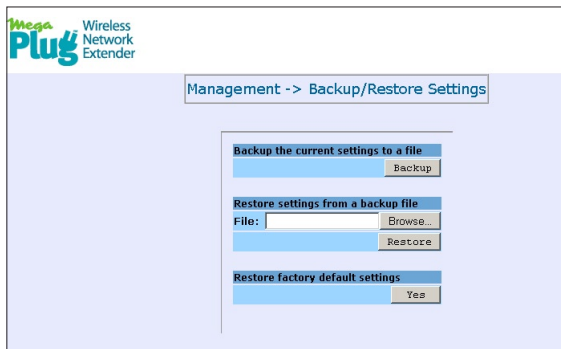 Mega
Plug
Wireless
Network
Extender
Management -> Backup/Restore Settings
Backup the current settings to a file
Backup
Restore settings from a backup file
File: Browse...
Restore
Restore factory default settings
Yes